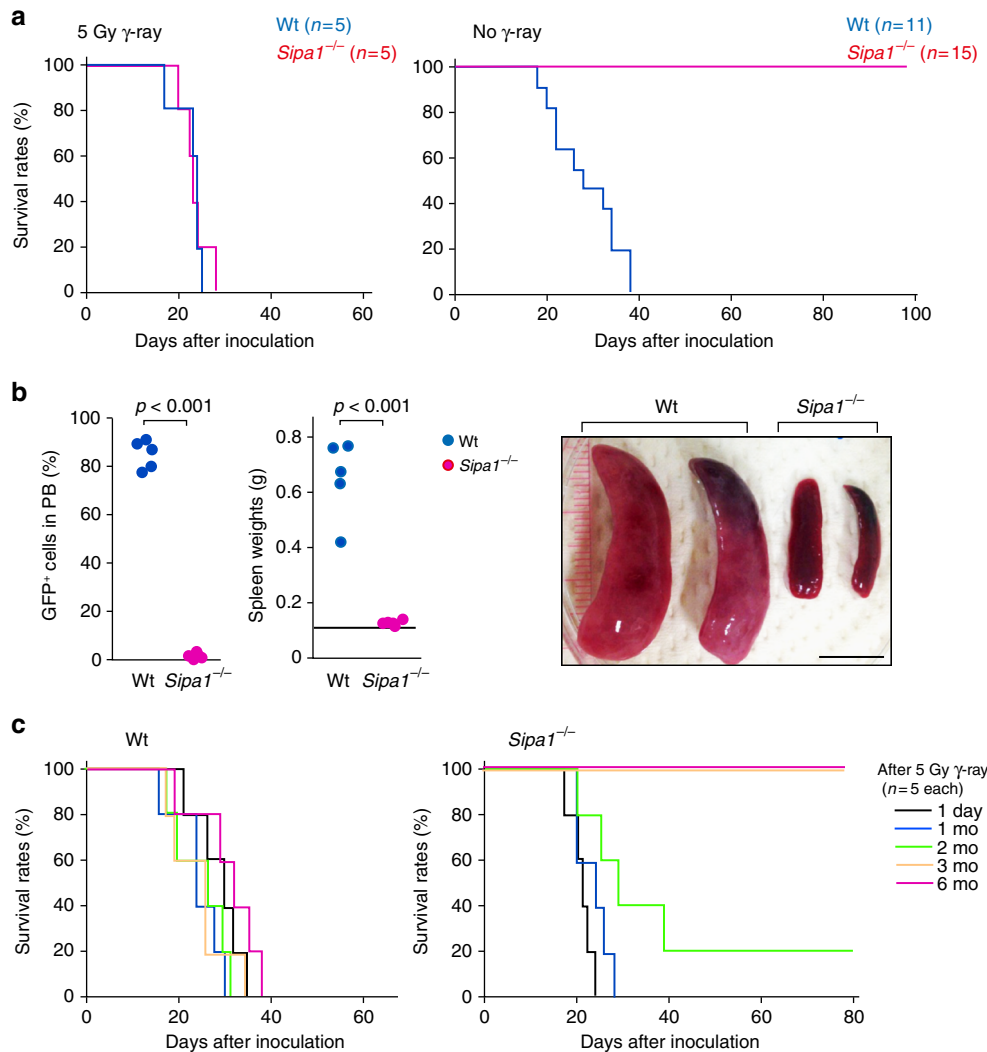 a
5 Gy γ-ray
Wt (n=5)
Sipa1⁻/⁻ (n=5)
100
80
60
40
20
0
Survival rates (%)
0
20
40
60
Days after inoculation
No γ-ray
Wt (n=11)
Sipa1⁻/⁻ (n=15)
100
80
60
40
20
0
0
20
40
60
80
100
Days after inoculation
b
p < 0.001
100
80
60
40
20
0
GFP⁺ cells in PB (%)
Wt Sipa1⁻/⁻
p < 0.001
0.8
0.6
0.4
0.2
0
Spleen weights (g)
Wt Sipa1⁻/⁻
Wt
Sipa1⁻/⁻
Wt
Sipa1⁻/⁻
c
Wt
100
80
60
40
20
0
Survival rates (%)
0
20
40
60
Days after inoculation
Sipa1⁻/⁻
100
80
60
40
20
0
Survival rates (%)
0
20
40
60
80
Days after inoculation
After 5 Gy γ-ray
(n=5 each)
1 day
1 mo
2 mo
3 mo
6 mo